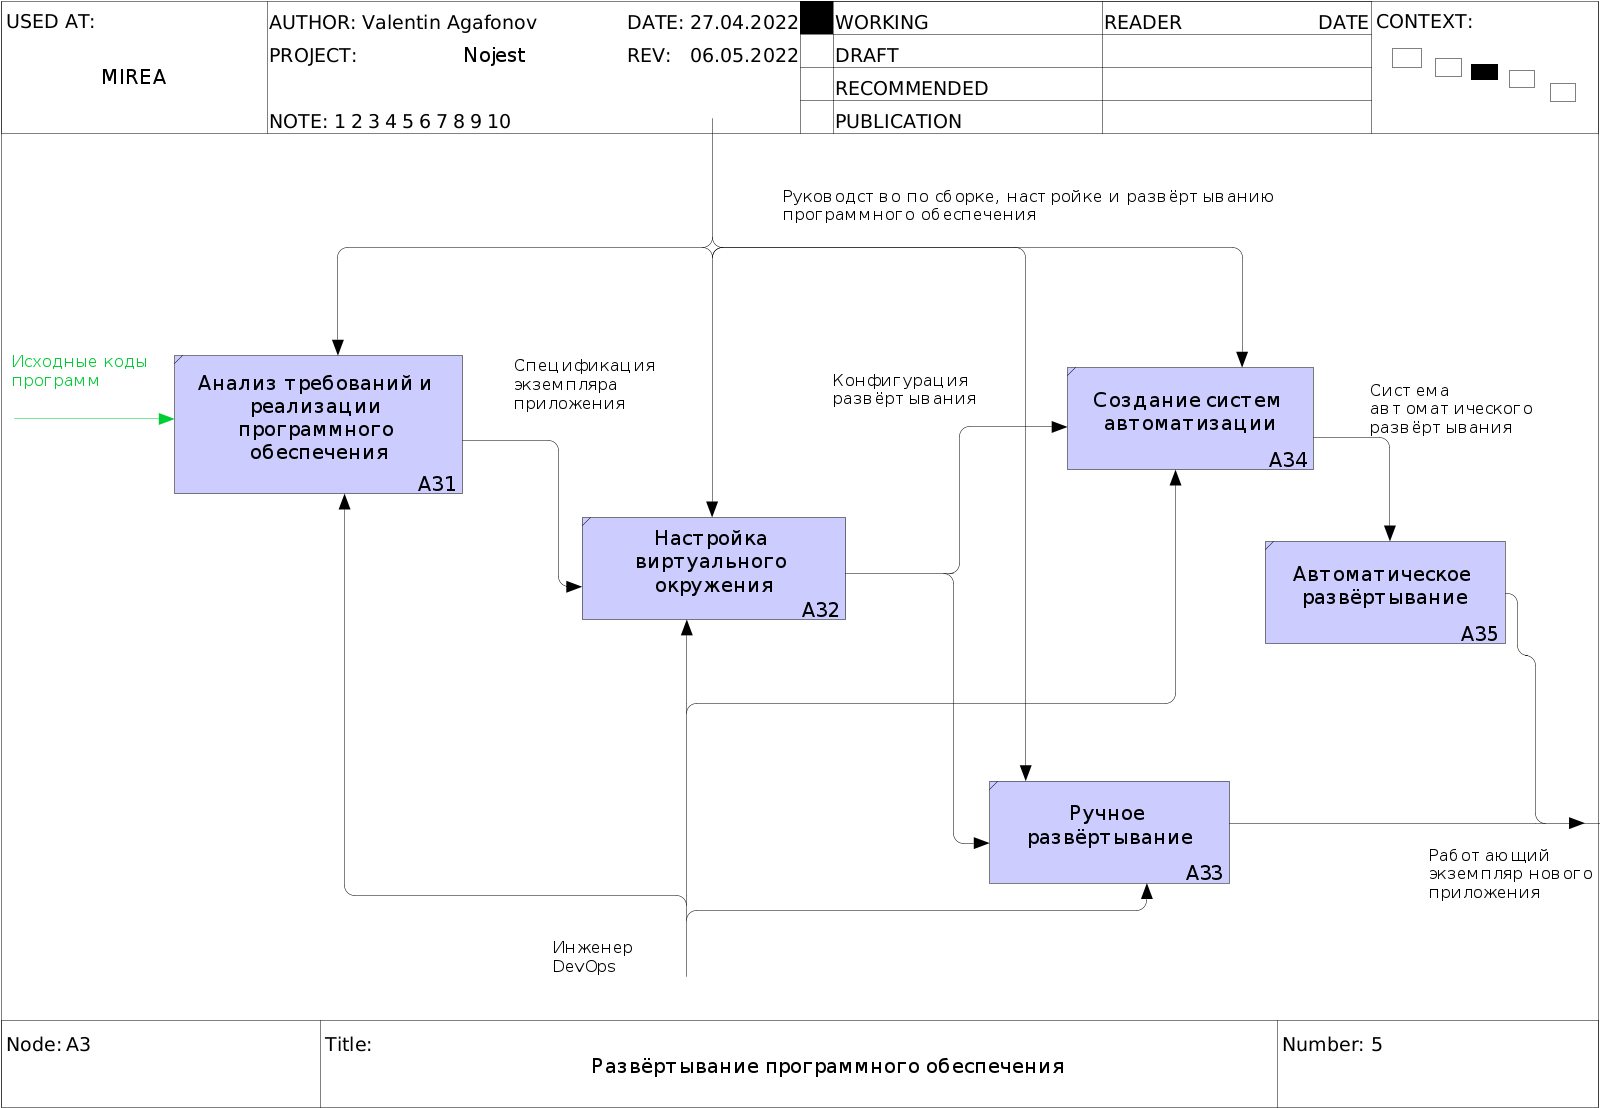 USED AT:
MIREA
AUTHOR: Valentin Agafonov
DATE: 27.04.2022
PROJECT:
Nojest
REV: 06.05.2022
NOTE: 1 2 3 4 5 6 7 8 9 10
WORKING
DRAFT
RECOMMENDED
PUBLICATION
READER
DATE
CONTEXT:
Руководство по сборке, настройке и развёртыванию
программного обеспечения
Исходные коды
программ
Анализ требований и
реализации
программного
обеспечения
A31
Спецификация
экземпляра
приложения
Настройка
виртуального
окружения
A32
Конфигурация
развёртывания
Создание систем
автоматизации
A34
Система
автоматического
развёртывания
Автоматическое
развёртывание
A35
Ручное
развёртывание
A33
Работающий
экземпляр нового
приложения
Инженер
DevOps
Node: A3
Title:
Развёртывание программного обеспечения
Number: 5